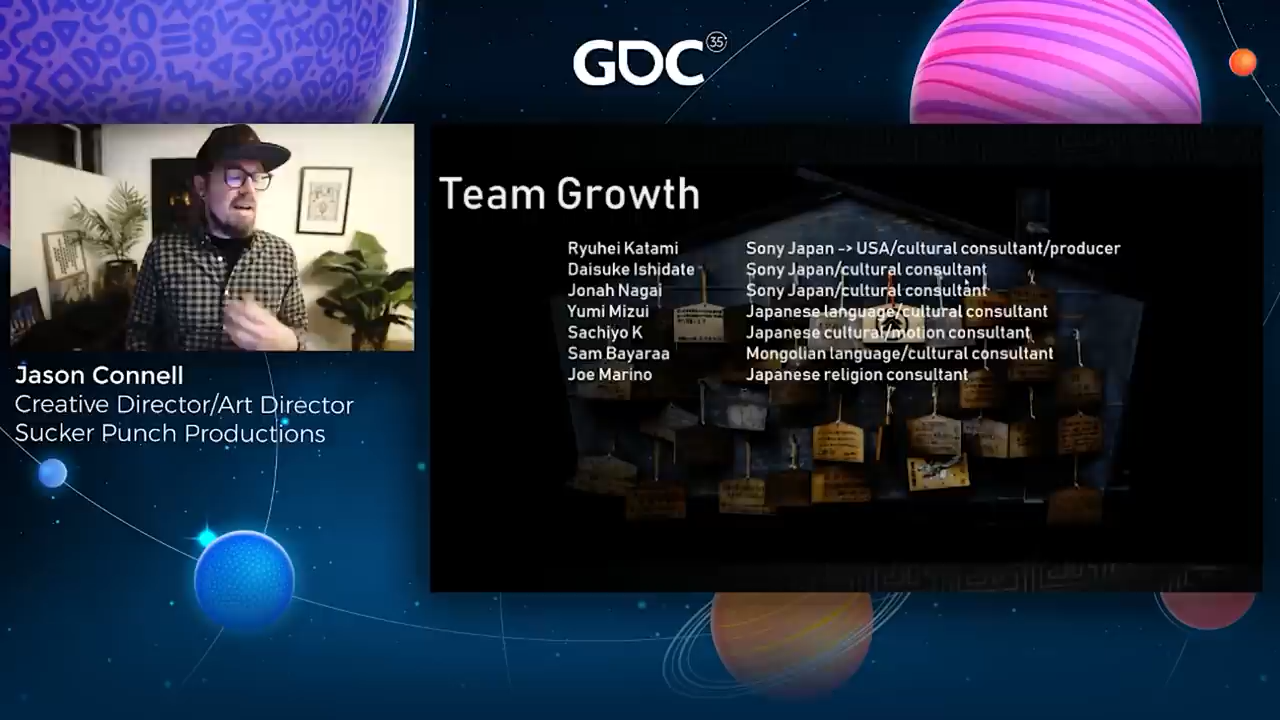 GDC 35
Jason Connell
Creative Director/Art Director
Sucker Punch Productions
Team Growth
Ryuhei Katami Sony Japan -> USA/cultural consultant/producer
Daisuke Ishidate Sony Japan/cultural consultant
Jonah Nagai Sony Japan/cultural consultant
Yumi Mizui Japanese language/cultural consultant
Sachiyo K Japanese cultural/motion consultant
Sam Bayaraa Mongolian language/cultural consultant
Joe Marino Japanese religion consultant